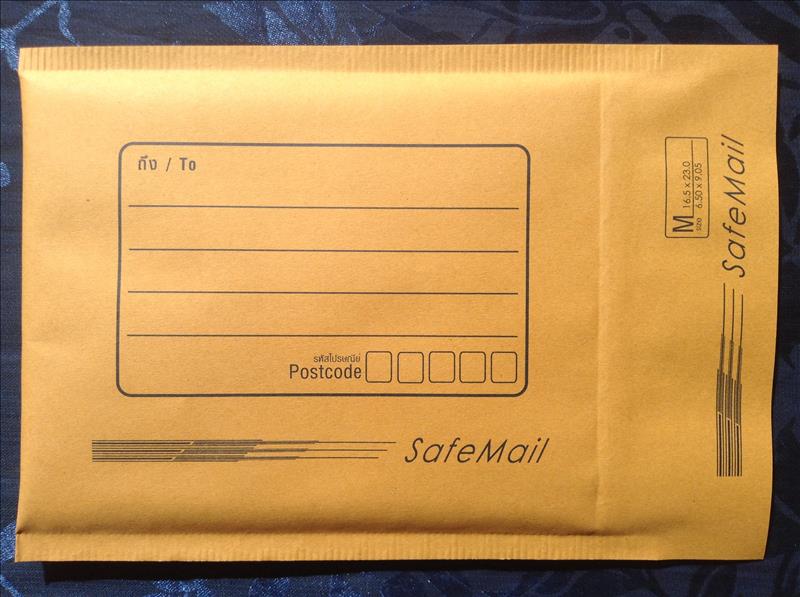 ถึง / To
รหัสไปรษณีย์
Postcode
SafeMail
M 16.5 x 23.0
size 6.50 x 9.05
SafeMail